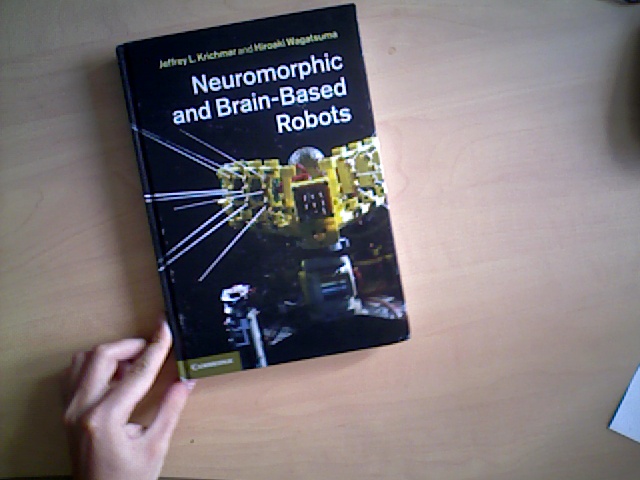 Jeffrey L. Krichmar and Hiroaki Wagatsuma
Neuromorphic
and Brain-Based
Robots
CAMBRIDGE